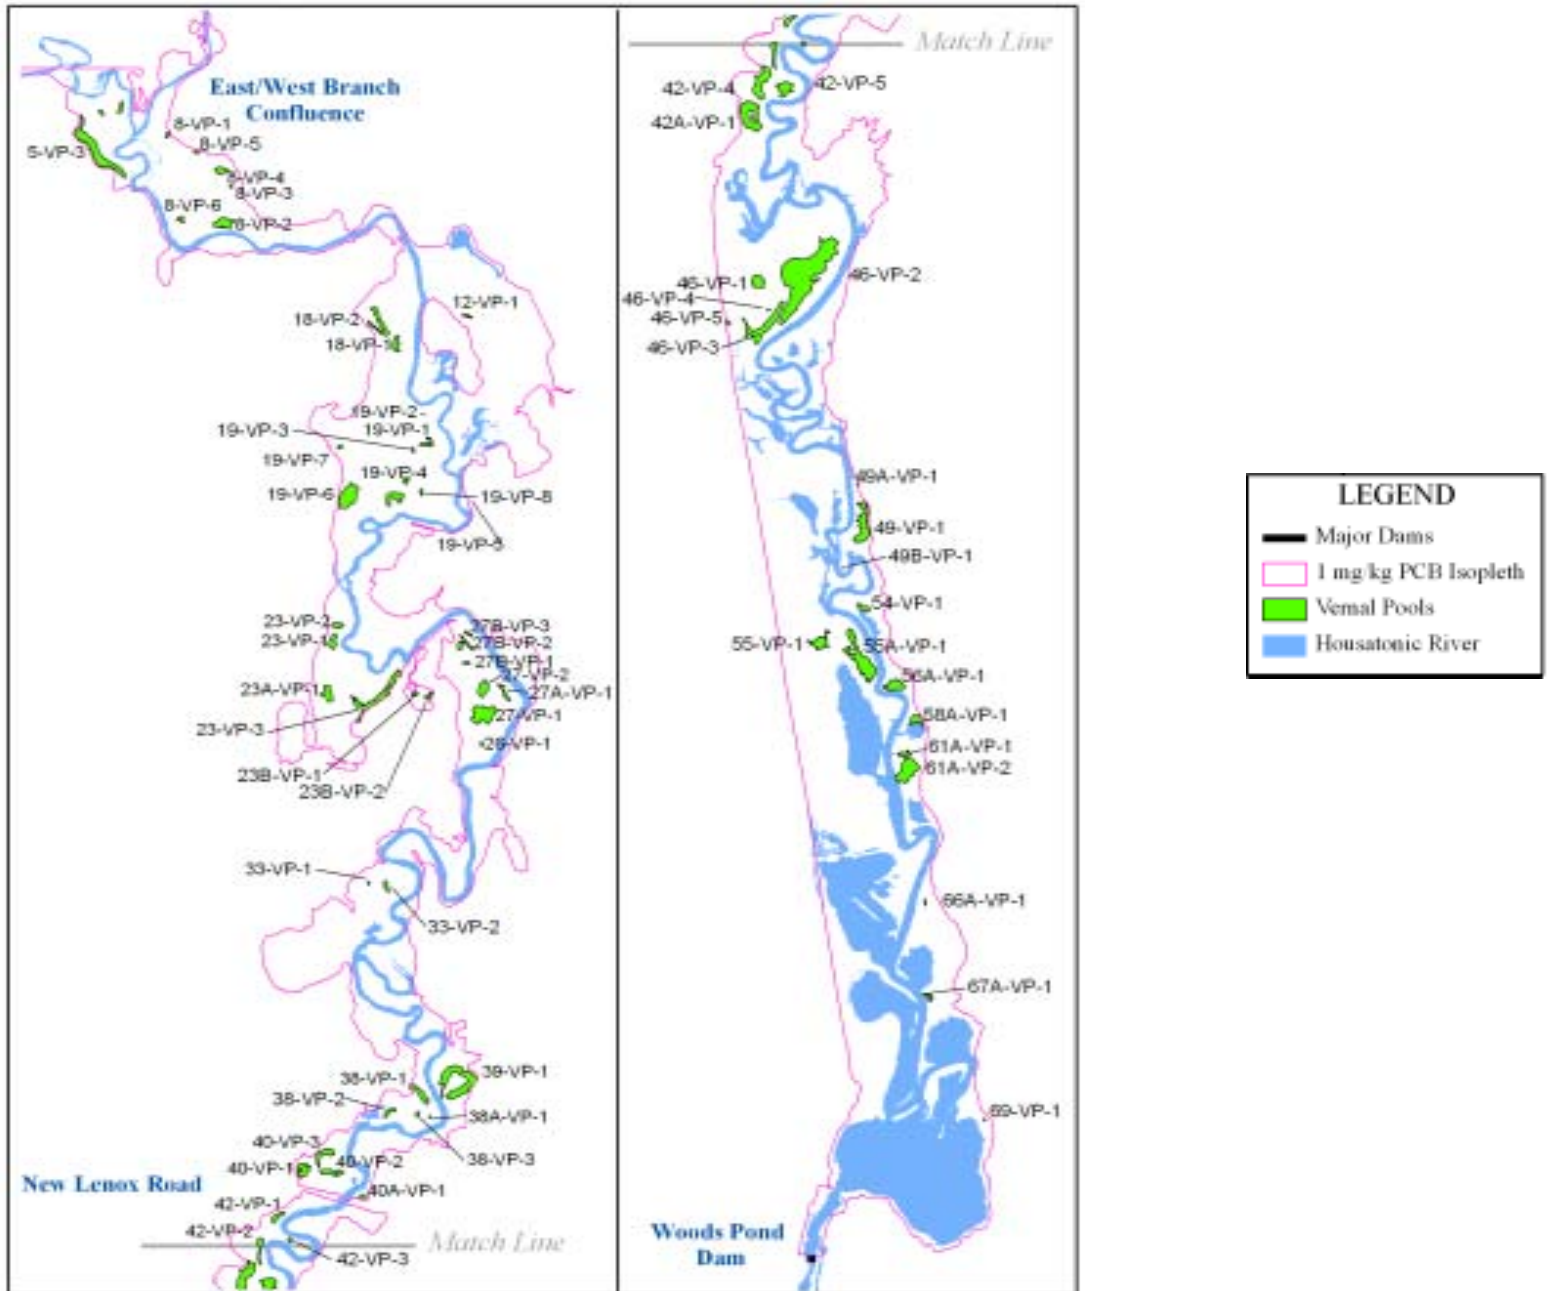 East/West Branch
Confluence
8-VP-1
8-VP-5
5-VP-3
8-VP-4
8-VP-3
8-VP-6
8-VP-2
12-VP-1
18-VP-2
18-VP-1
19-VP-2
19-VP-1
19-VP-3
19-VP-7
19-VP-4
19-VP-6
19-VP-8
19-VP-5
23-VP-2
23-VP-1
27B-VP-3
27B-VP-2
27B-VP-1
27-VP-2
27A-VP-1
23A-VP-1
27-VP-1
23-VP-3
26-VP-1
23B-VP-1
23B-VP-2
33-VP-1
33-VP-2
38-VP-1
39-VP-1
38-VP-2
38A-VP-1
40-VP-3
38-VP-3
40-VP-1
40-VP-2
New Lenox Road
40A-VP-1
42-VP-1
42-VP-2
Match Line
42-VP-3
Match Line
42-VP-4
42-VP-5
42A-VP-1
46-VP-1
46-VP-2
46-VP-4
46-VP-5
46-VP-3
49A-VP-1
49-VP-1
49B-VP-1
54-VP-1
55-VP-1
55A-VP-1
56A-VP-1
58A-VP-1
61A-VP-1
61A-VP-2
66A-VP-1
67A-VP-1
69-VP-1
Woods Pond
Dam
LEGEND
Major Dams
1 mg/kg PCB Isopleth
Vernal Pools
Housatonic River